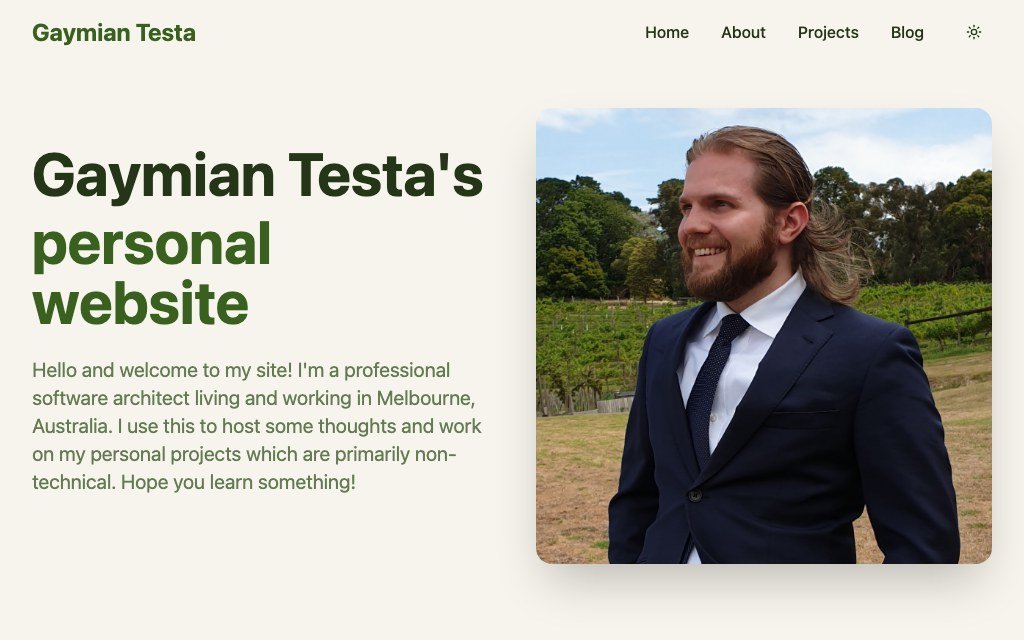 Gaymian Testa
Home About Projects Blog
Gaymian Testa's
personal
website
Hello and welcome to my site! I'm a professional
software architect living and working in Melbourne,
Australia. I use this to host some thoughts and work
on my personal projects which are primarily non-
technical. Hope you learn something!